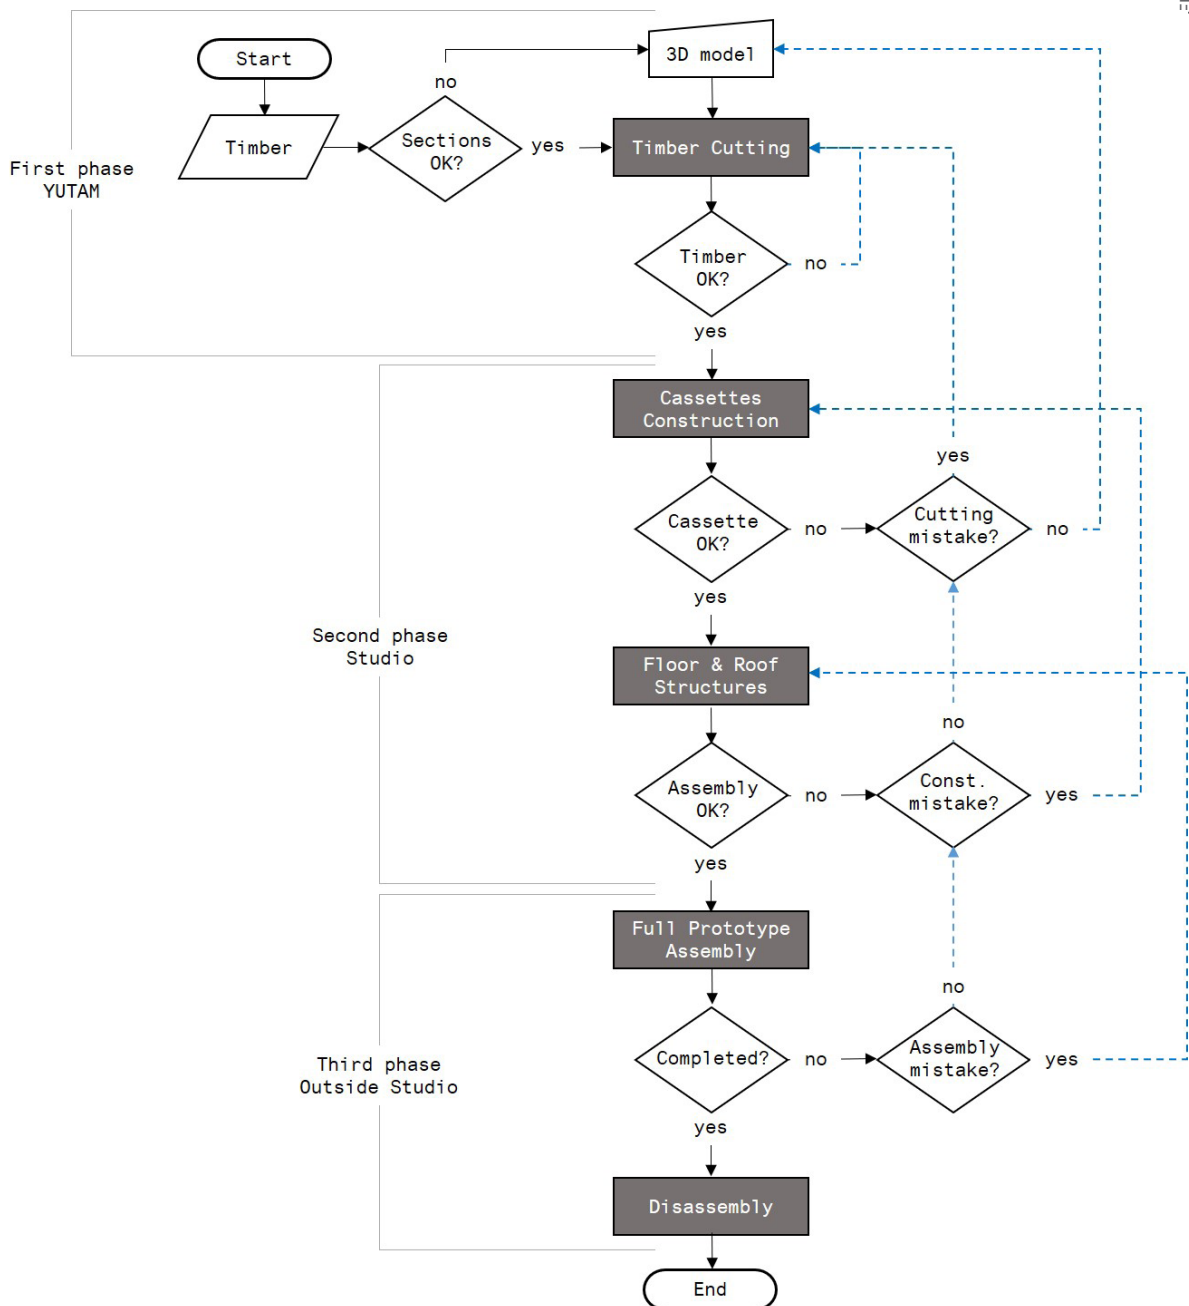 Start
3D model
no
Timber
Sections
OK?
yes
Timber Cutting
First phase
YUTAM
Timber
OK?
no
yes
Cassettes
Construction
yes
Cassette
OK?
no
Cutting
mistake?
no
yes
Second phase
Studio
Floor & Roof
Structures
no
Assembly
OK?
no
Const.
mistake?
yes
yes
Full Prototype
Assembly
no
Third phase
Outside Studio
Completed?
no
Assembly
mistake?
yes
yes
Disassembly
End